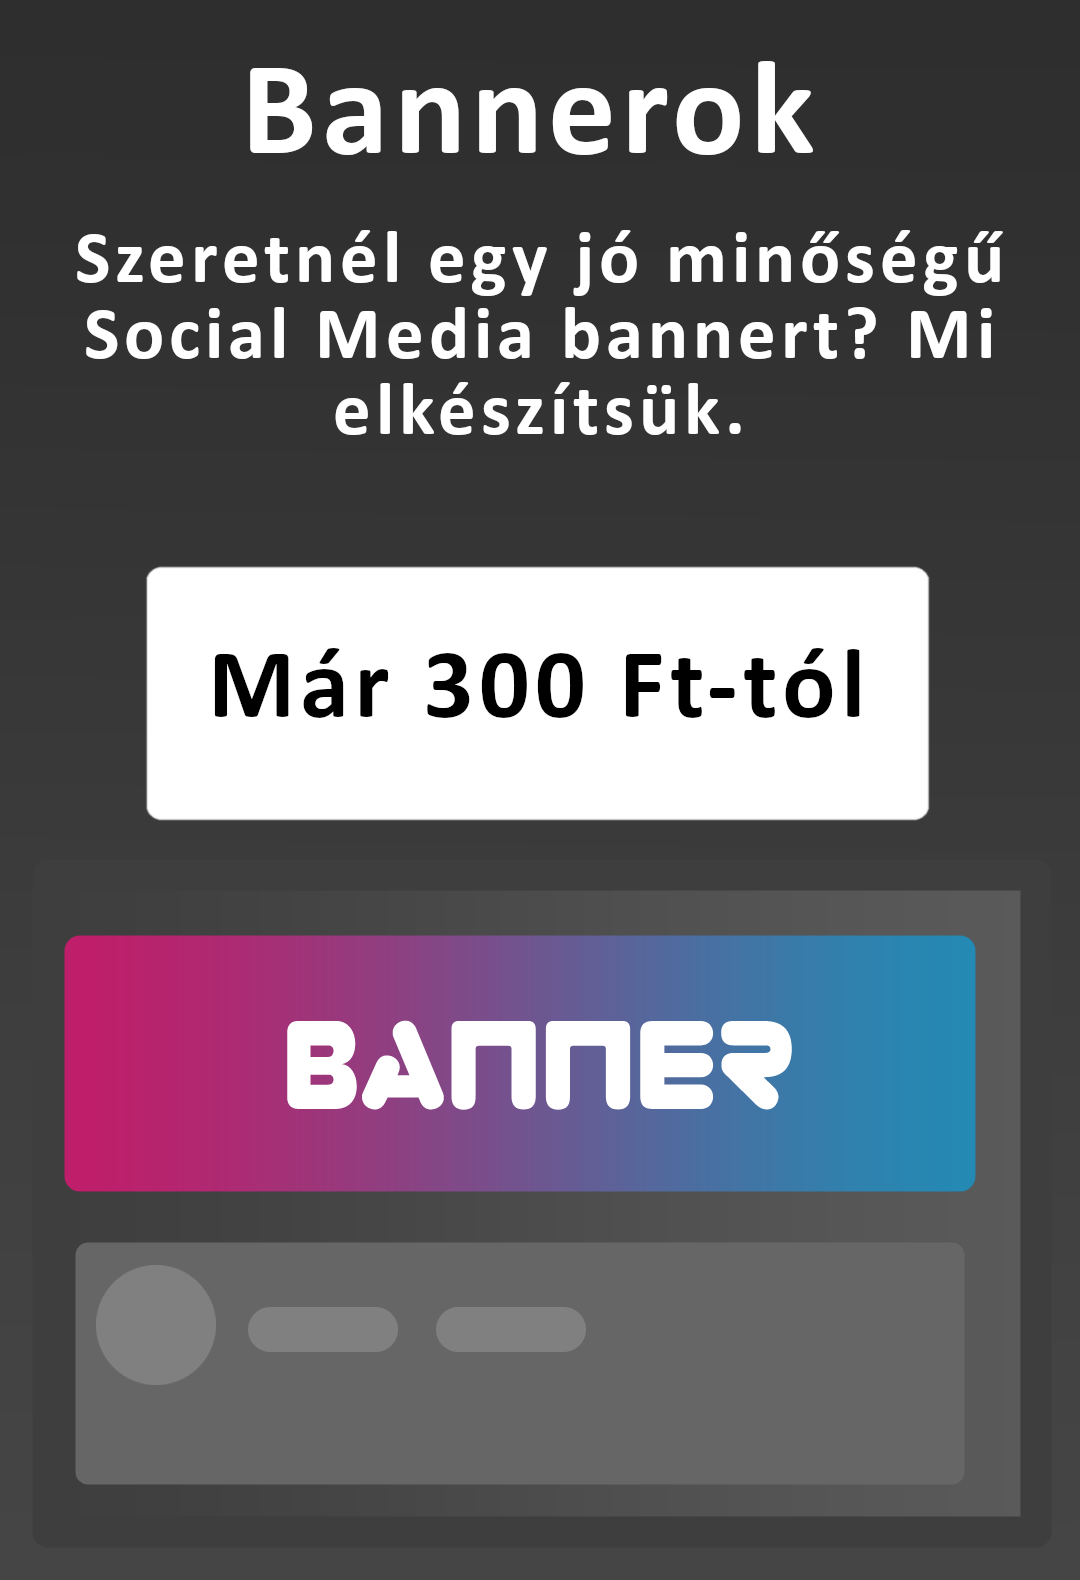 Bannerok
Szeretnél egy jó minőségű
Social Media bannert? Mi
elkészítsük.
Már 300 Ft-tól
BANNER